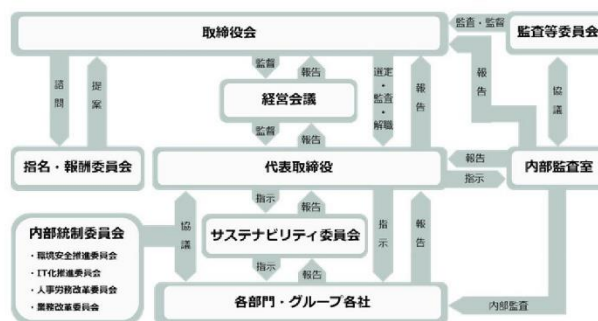 取締役会
監査・監督
監査等委員会
諮問
提案
監督
報告
選定・監査・解職
報告
報告
協議
経営会議
監督
報告
指名・報酬委員会
代表取締役
報告
指示
内部監査室
内部統制委員会
・環境安全推進委員会
・IT化推進委員会
・人事労務改革委員会
・業務改革委員会
協議
指示
報告
サステナビリティ委員会
指示
報告
指示
報告
各部門・グループ各社
内部監査